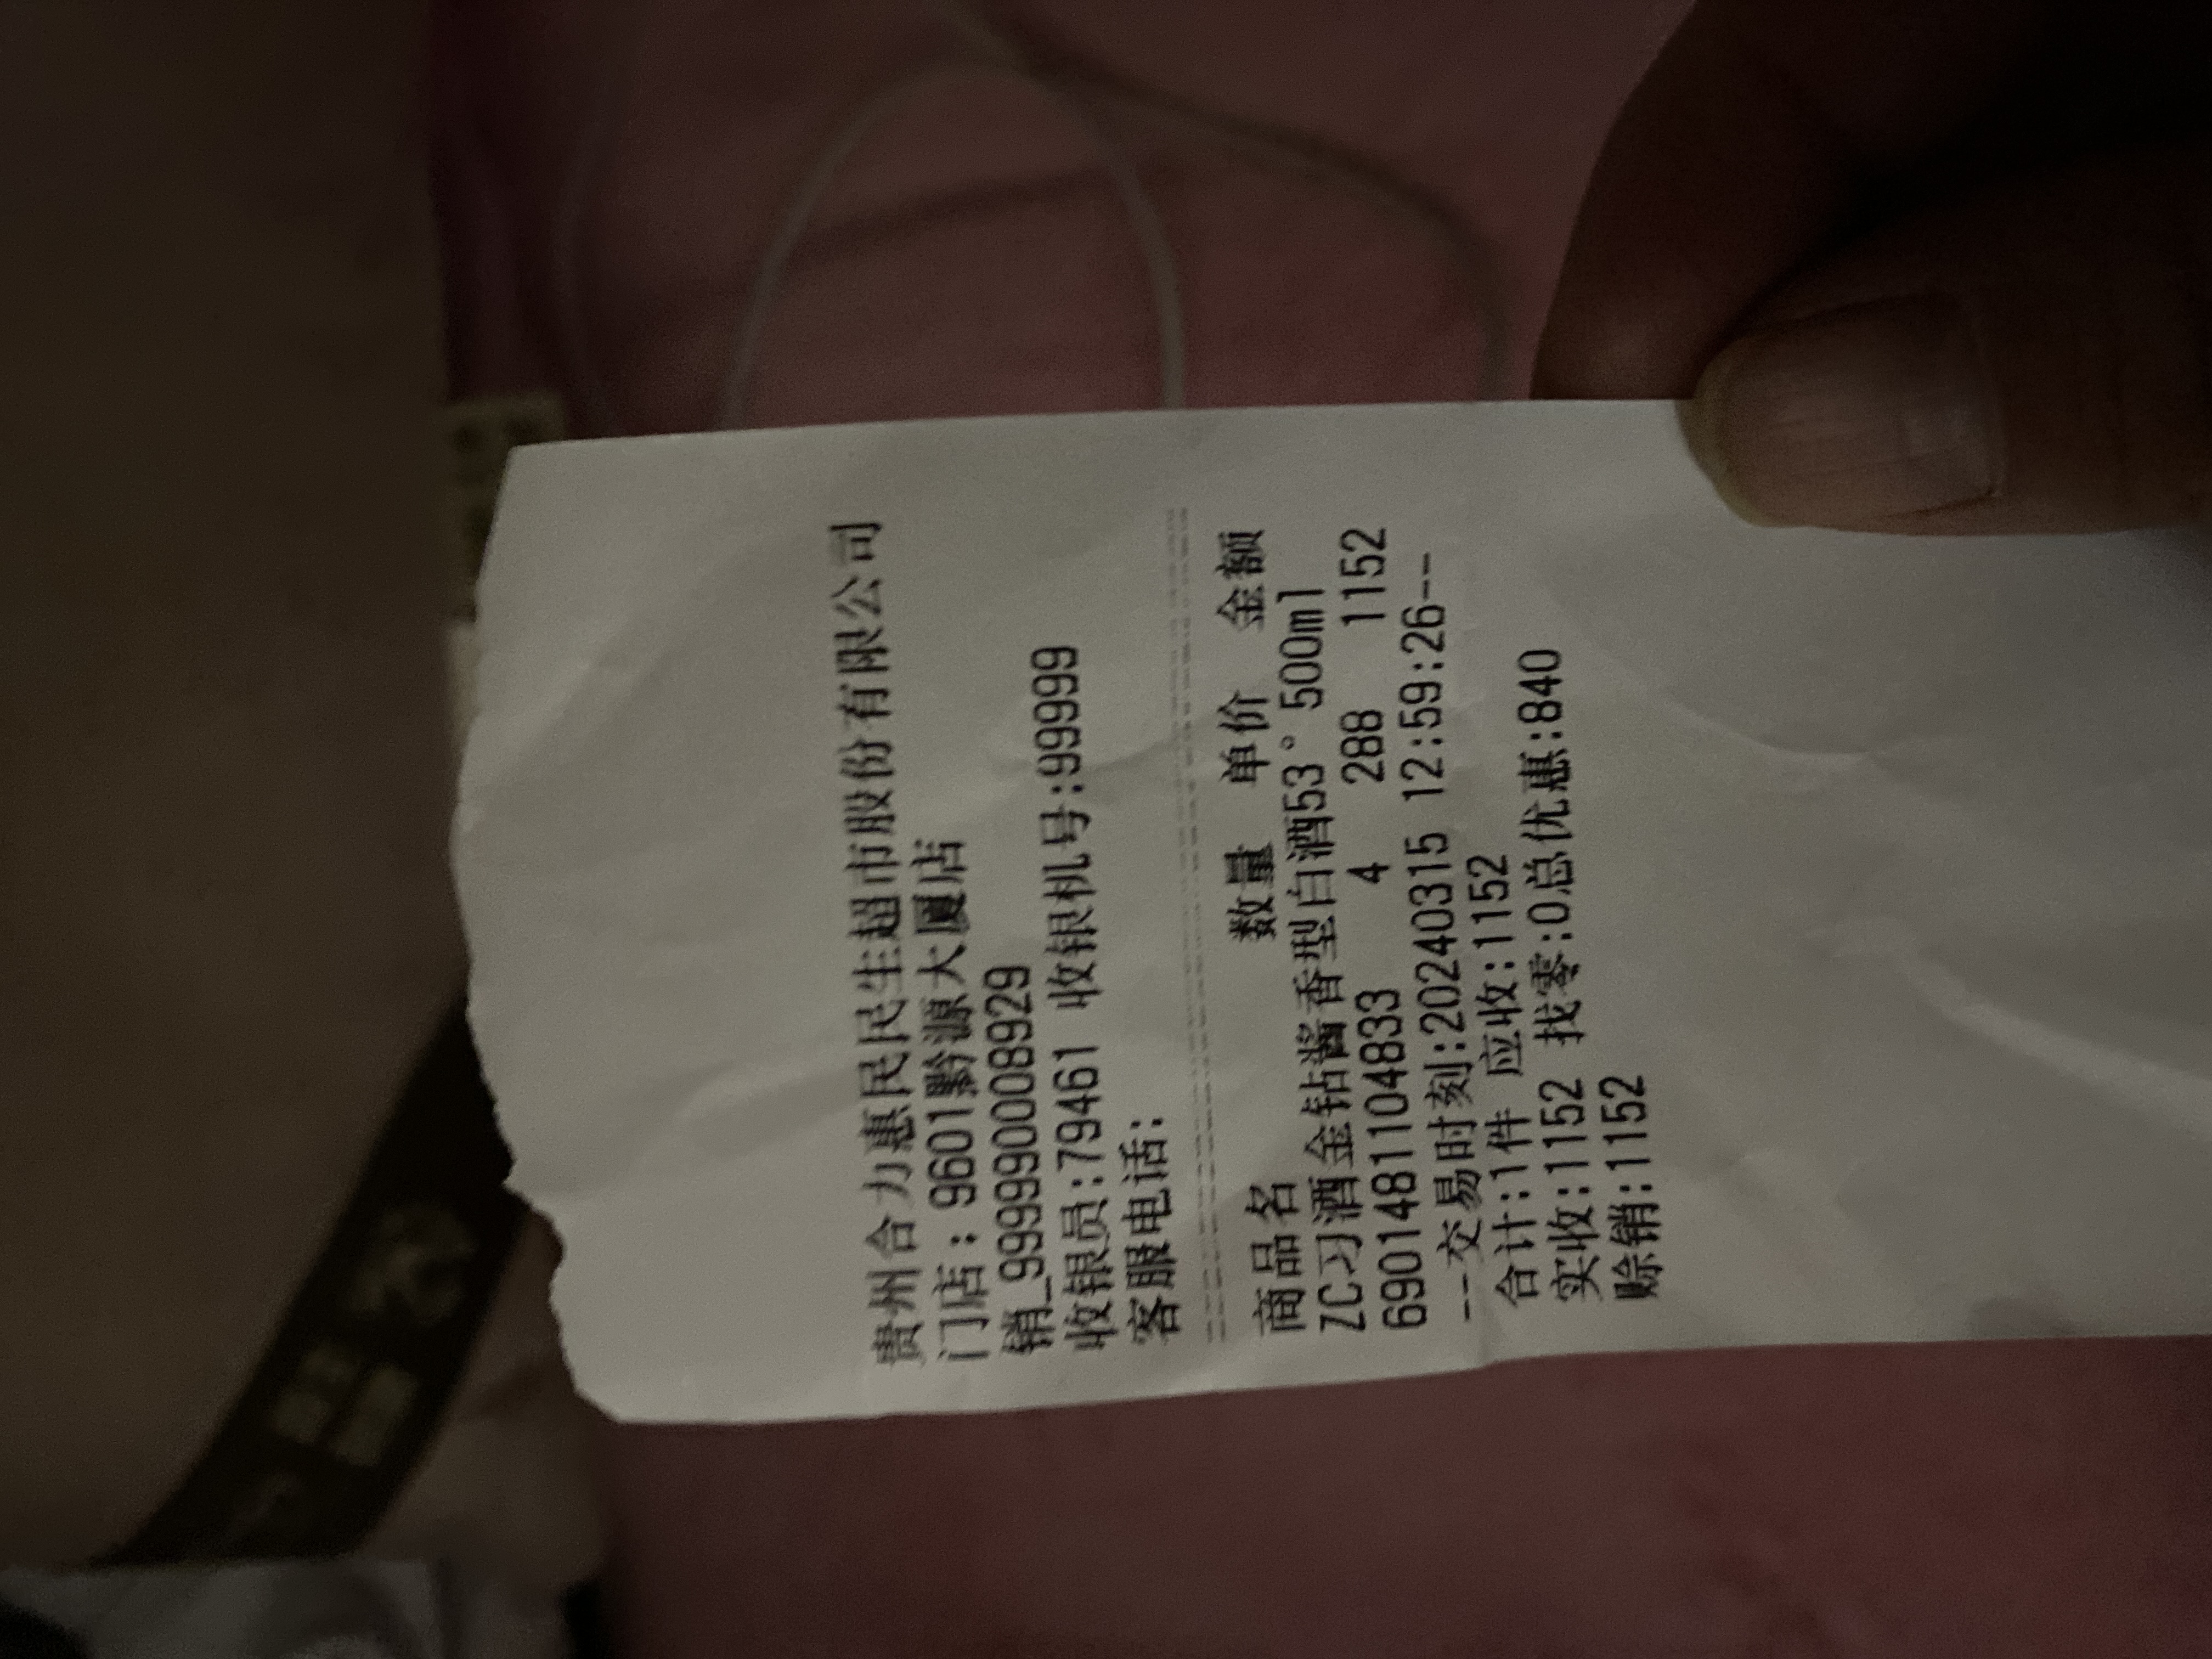 贵州合力惠民民生超市股份有限公司
门店: 9601黔源大厦店
销_9999990008929
收银员:79461 收银机号:99999
客服电话:
商品名 数量 单价 金额
ZC习酒金钻酱香型白酒53°500ml
6901481104833 4 288 1152
---交易时刻:20240315 12:59:26---
合计:1件 应收:1152
实收:1152 找零:0总优惠:840
赊销:1152